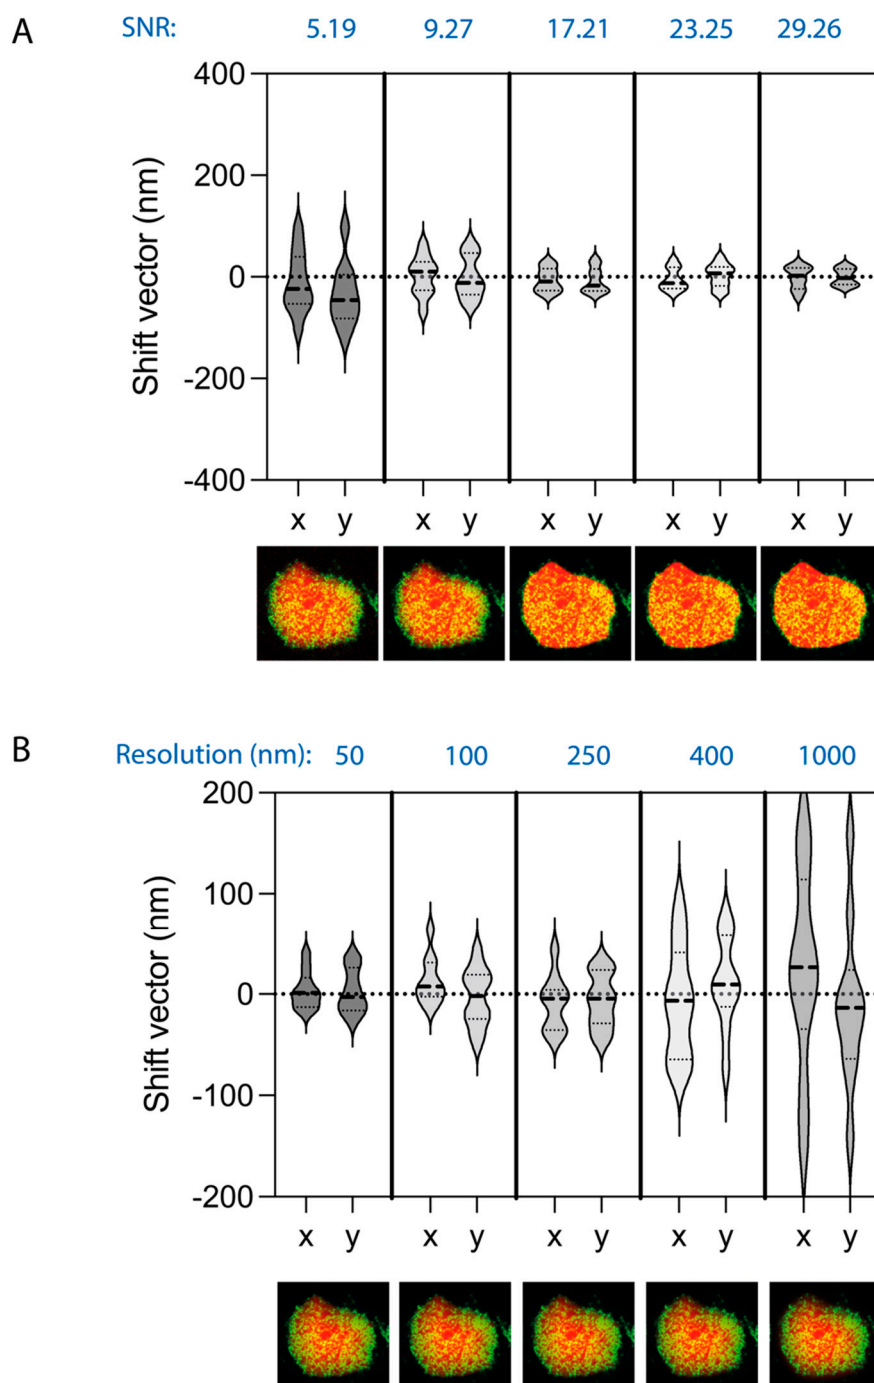 A
SNR: 5.19 9.27 17.21 23.25 29.26
Shift vector (nm)
400
200
0
-200
-400
x y x y x y x y x y
B
Resolution (nm): 50 100 250 400 1000
Shift vector (nm)
200
100
0
-100
-200
x y x y x y x y x y